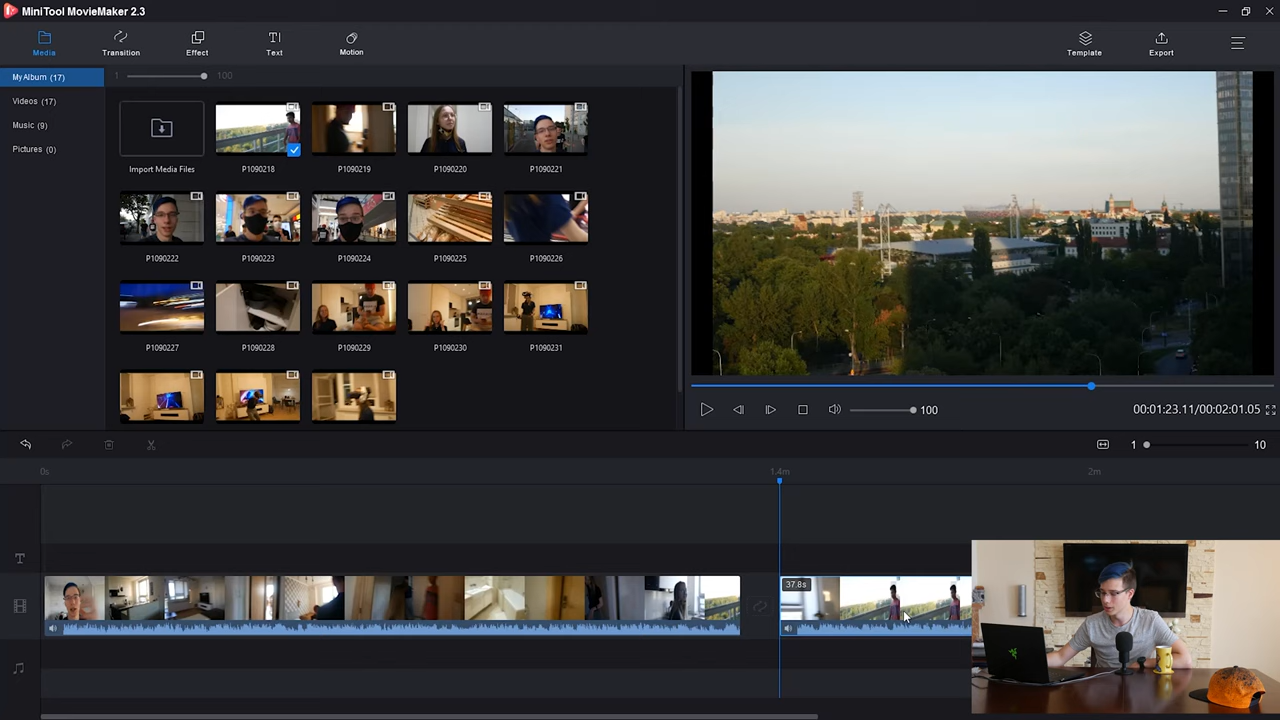 MiniTool MovieMaker 2.3
Media
Transition
Effect
Text
Motion
Template
Export
My Album (17)
1
100
Videos (17)
Music (9)
Pictures (0)
Import Media Files
P1090218
P1090219
P1090220
P1090221
P1090222
P1090223
P1090224
P1090225
P1090226
P1090227
P1090228
P1090229
P1090230
P1090231
100
00:01:23.11/00:02:01.05
1
10
0s
1.4m
2m
37.8s